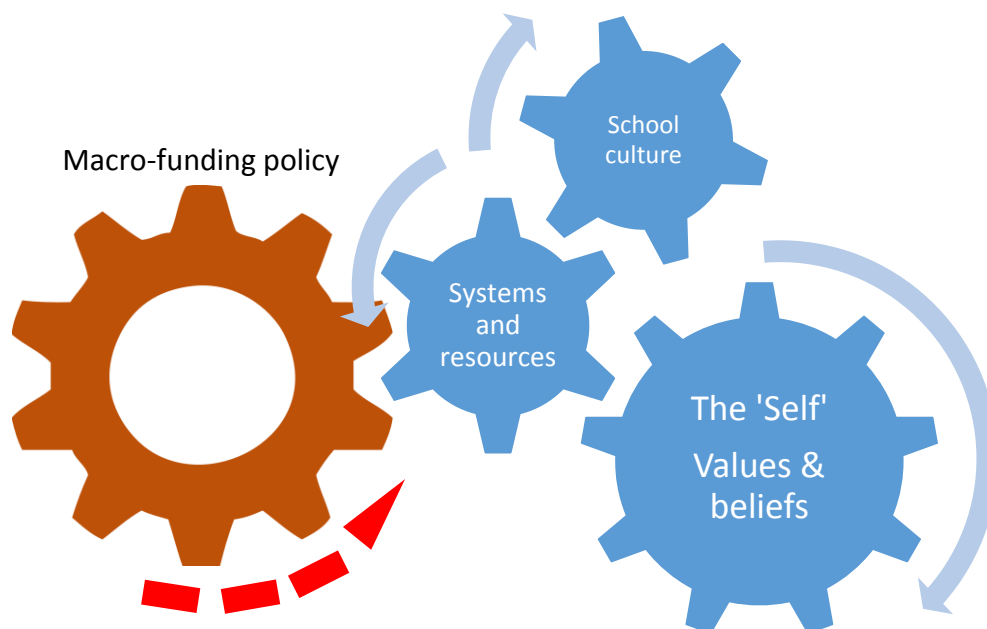 School
culture
Macro-funding policy
Systems
and
resources
The 'Self'
Values &
beliefs